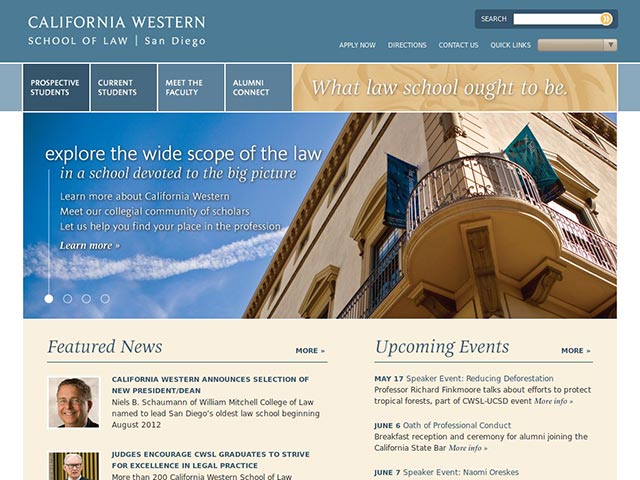 CALIFORNIA WESTERN
SCHOOL OF LAW | San Diego
SEARCH
APPLY NOW DIRECTIONS CONTACT US QUICK LINKS
PROSPECTIVE STUDENTS
CURRENT STUDENTS
MEET THE FACULTY
ALUMNI CONNECT
What law school ought to be.
explore the wide scope of the law
in a school devoted to the big picture
Learn more about California Western
Meet our collegial community of scholars
Let us help you find your place in the profession
Learn more »
Featured News
MORE »
CALIFORNIA WESTERN ANNOUNCES SELECTION OF
NEW PRESIDENT/DEAN
Niels B. Schaumann of William Mitchell College of Law
named to lead San Diego's oldest law school beginning
August 2012
JUDGES ENCOURAGE CWSL GRADUATES TO STRIVE
FOR EXCELLENCE IN LEGAL PRACTICE
More than 200 California Western School of Law
Upcoming Events
MORE »
MAY 17 Speaker Event: Reducing Deforestation
Professor Richard Finkmoore talks about efforts to protect
tropical forests, part of CWSL-UCSD event More info »
JUNE 6 Oath of Professional Conduct
Breakfast reception and ceremony for alumni joining the
California State Bar More info »
JUNE 7 Speaker Event: Naomi Oreskes